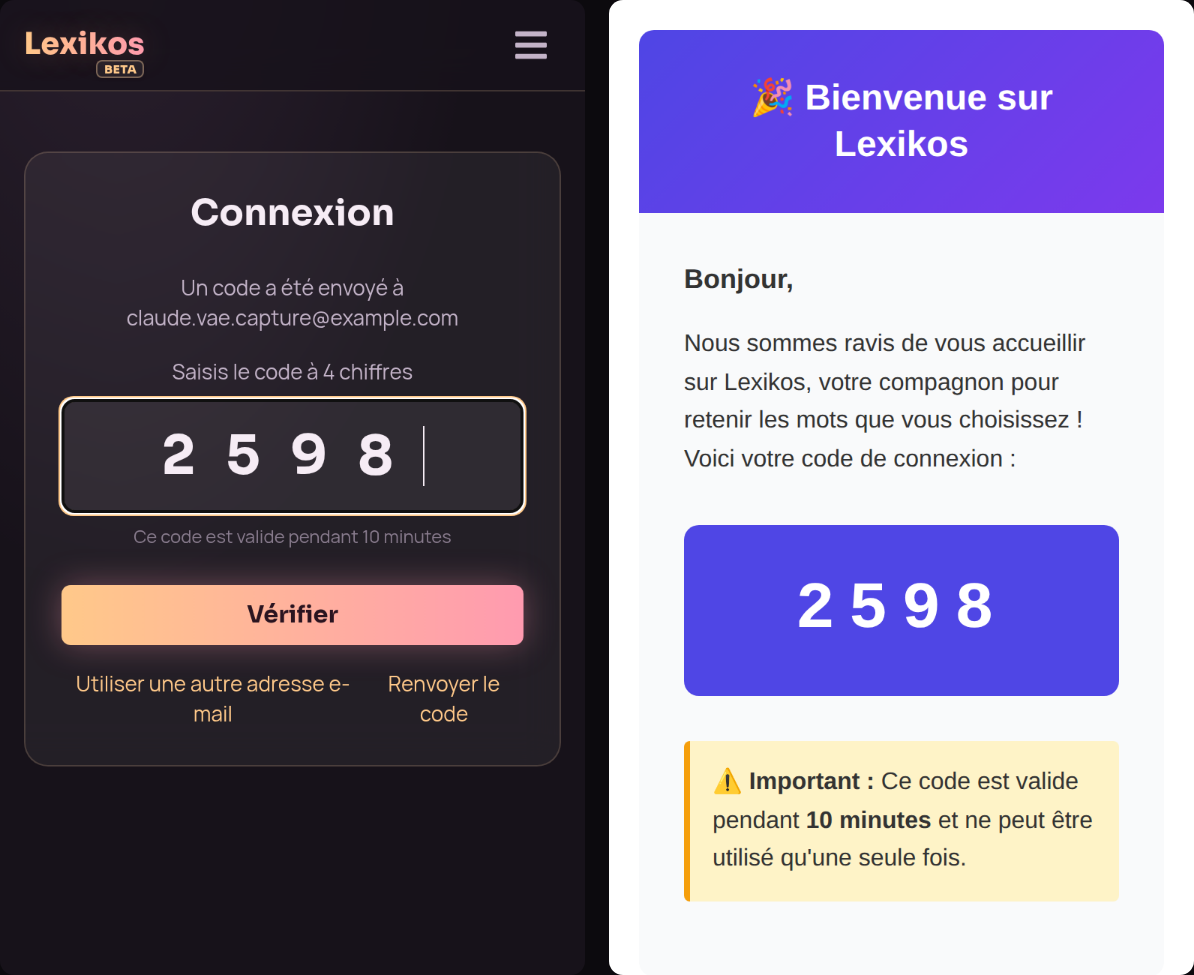 Lexikos
BETA
Connexion
Un code a été envoyé à
claude.vae.capture@example.com
Saisis le code à 4 chiffres
2 5 9 8
Ce code est valide pendant 10 minutes
Vérifier
Utiliser une autre adresse e-
mail
Renvoyer le
code
🎉 Bienvenue sur
Lexikos
Bonjour,
Nous sommes ravis de vous accueillir
sur Lexikos, votre compagnon pour
retenir les mots que vous choisissez !
Voici votre code de connexion :
2 5 9 8
⚠️ Important : Ce code est valide
pendant 10 minutes et ne peut être
utilisé qu'une seule fois.